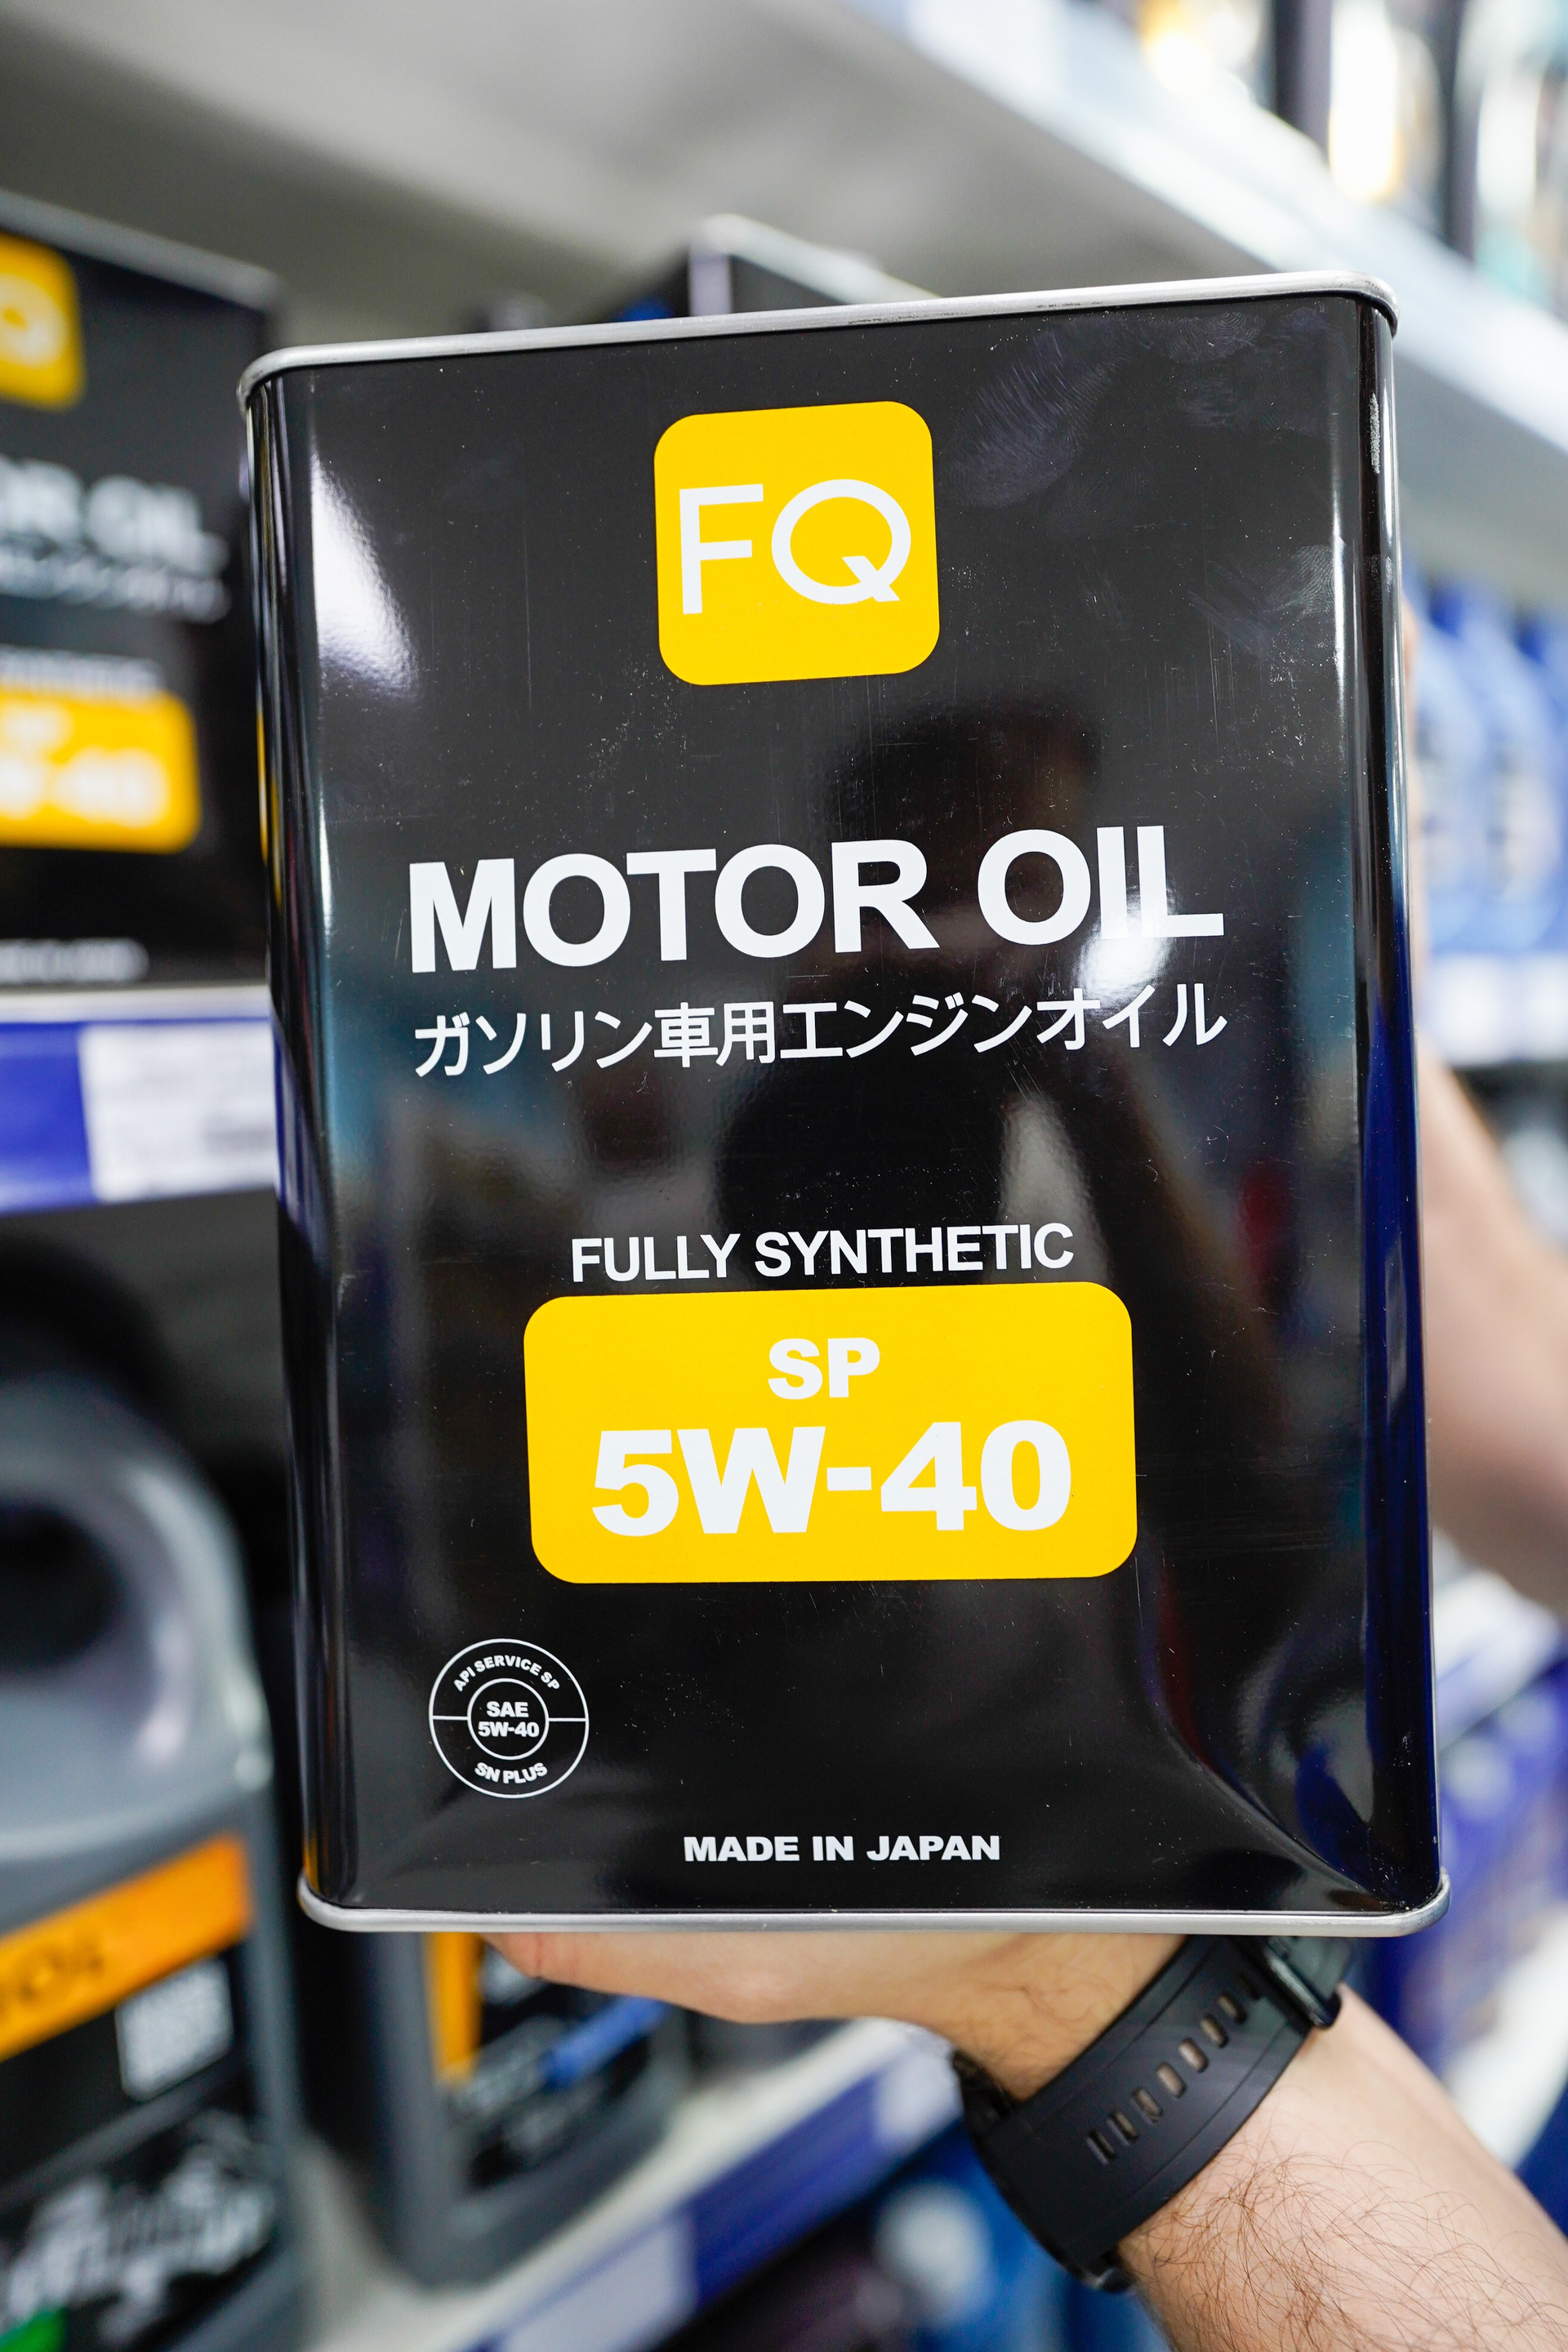 FQ
MOTOR OIL
ガソリン車用エンジンオイル
FULLY SYNTHETIC
SP
5W-40
API SERVICE SP
SAE
5W-40
SN PLUS
MADE IN JAPAN